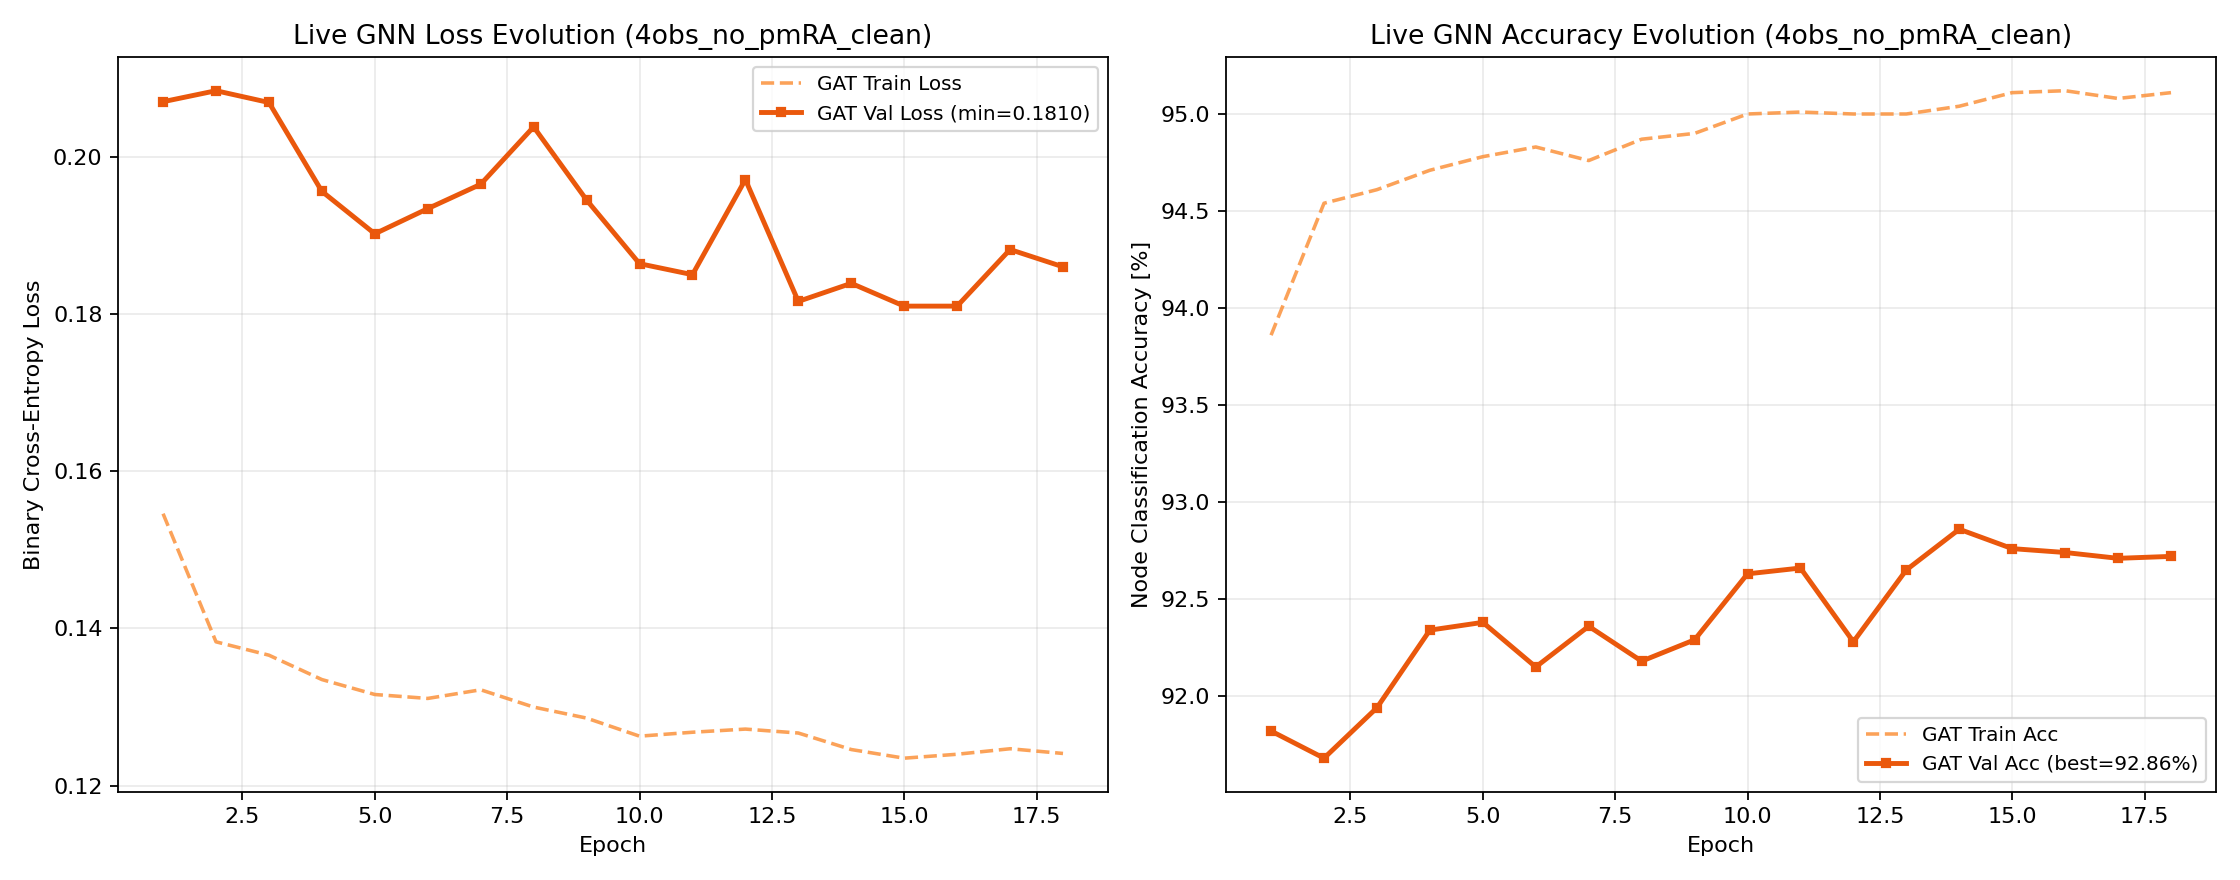 Live GNN Loss Evolution (4obs_no_pmRA_clean)
GAT Train Loss
GAT Val Loss (min=0.1810)
Binary Cross-Entropy Loss
0.20
0.18
0.16
0.14
0.12
2.5
5.0
7.5
10.0
12.5
15.0
17.5
Epoch
Live GNN Accuracy Evolution (4obs_no_pmRA_clean)
Node Classification Accuracy [%]
95.0
94.5
94.0
93.5
93.0
92.5
92.0
GAT Train Acc
GAT Val Acc (best=92.86%)
2.5
5.0
7.5
10.0
12.5
15.0
17.5
Epoch